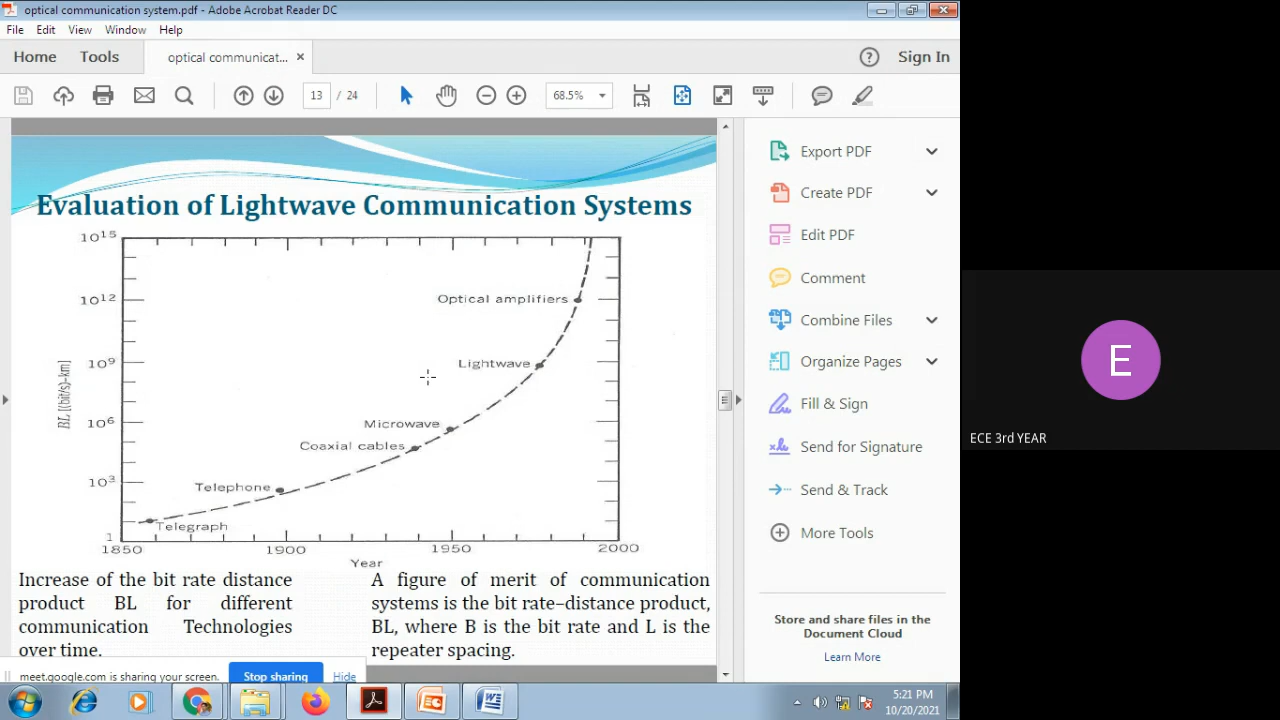 optical communication system.pdf - Adobe Acrobat Reader DC
File Edit View Window Help
Home Tools optical communicat... ×
Sign In
13 / 24
68.5%
Evaluation of Lightwave Communication Systems
10^15
10^12
10^9
10^6
10^3
1
BL [(bit/s)-km]
Optical amplifiers
Lightwave
Microwave
Coaxial cables
Telephone
Telegraph
1850 1900 1950 2000
Year
Increase of the bit rate distance
product BL for different
communication Technologies
over time.
A figure of merit of communication
systems is the bit rate–distance product,
BL, where B is the bit rate and L is the
repeater spacing.
Export PDF
Create PDF
Edit PDF
Comment
Combine Files
Organize Pages
Fill & Sign
Send for Signature
Send & Track
More Tools
Store and share files in the
Document Cloud
Learn More
meet.google.com is sharing your screen.
Stop sharing
Hide
5:21 PM
10/20/2021
E
ECE 3rd YEAR